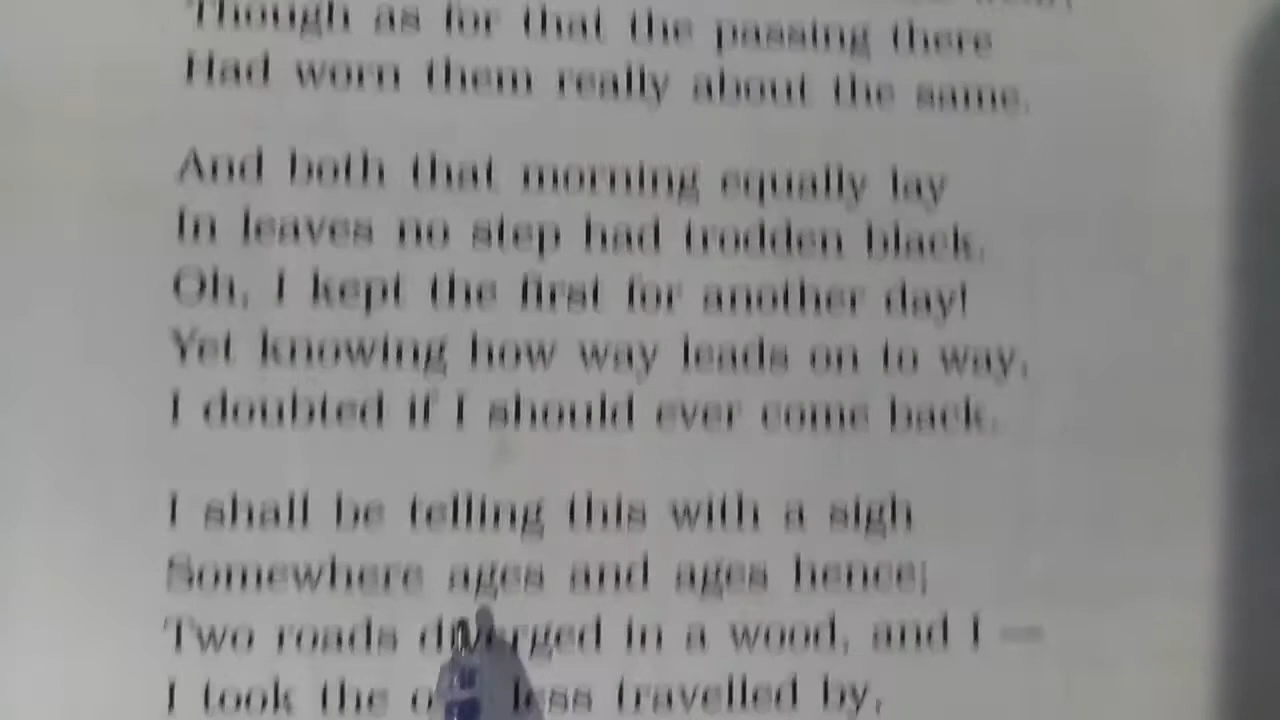 Though as for that the passing there
Had worn them really about the same.
And both that morning equally lay
In leaves no step had trodden black.
Oh, I kept the first for another day!
Yet knowing how way leads on to way,
I doubted if I should ever come back.
I shall be telling this with a sigh
Somewhere ages and ages hence;
Two roads diverged in a wood, and I —
I took the less travelled by,